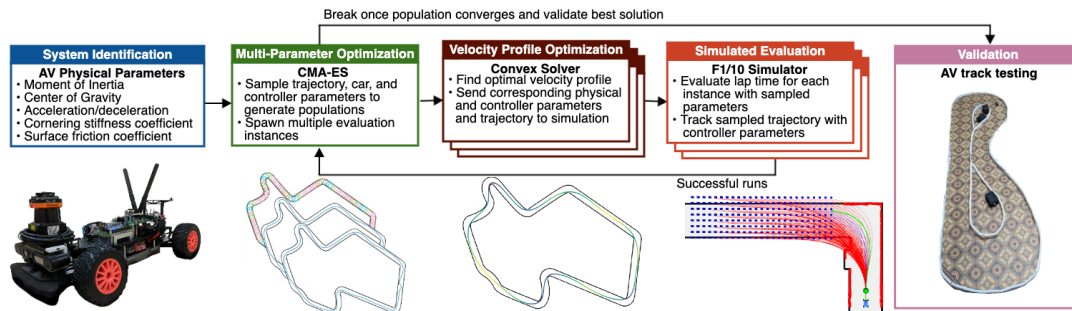 Break once population converges and validate best solution
System Identification
AV Physical Parameters
• Moment of Inertia
• Center of Gravity
• Acceleration/deceleration
• Cornering stiffness coefficient
• Surface friction coefficient
Multi-Parameter Optimization
CMA-ES
• Sample trajectory, car, and
controller parameters to
generate populations
• Spawn multiple evaluation
instances
Velocity Profile Optimization
Convex Solver
• Find optimal velocity profile
• Send corresponding physical
and controller parameters
and trajectory to simulation
Simulated Evaluation
F1/10 Simulator
• Evaluate lap time for each
instance with sampled
parameters
• Track sampled trajectory with
controller parameters
Validation
AV track testing
Successful runs